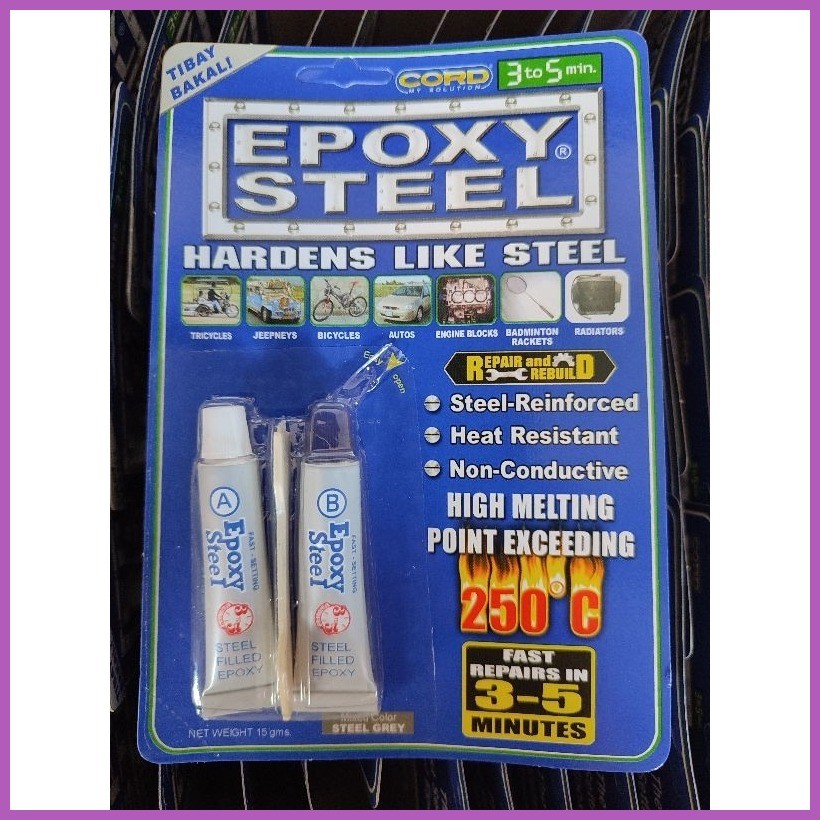 TIBAY
BAKAL!
CORD
MY SOLUTION
3 to 5 min.
EPOXY®
STEEL
HARDENS LIKE STEEL
TRICYCLES
JEEPNEYS
BICYCLES
AUTOS
ENGINE BLOCKS
BADMINTON
RACKETS
RADIATORS
Easy open
REPAIR and
REBUILD
Steel-Reinforced
Heat Resistant
Non-Conductive
HIGH MELTING
POINT EXCEEDING
250°C
FAST
REPAIRS IN
3-5
MINUTES
A
Epoxy
Steel
FAST-SETTING
STEEL
FILLED
EPOXY
B
Epoxy
Steel
FAST-SETTING
STEEL
FILLED
EPOXY
Mixed Color
STEEL GREY
NET WEIGHT 15 gms.